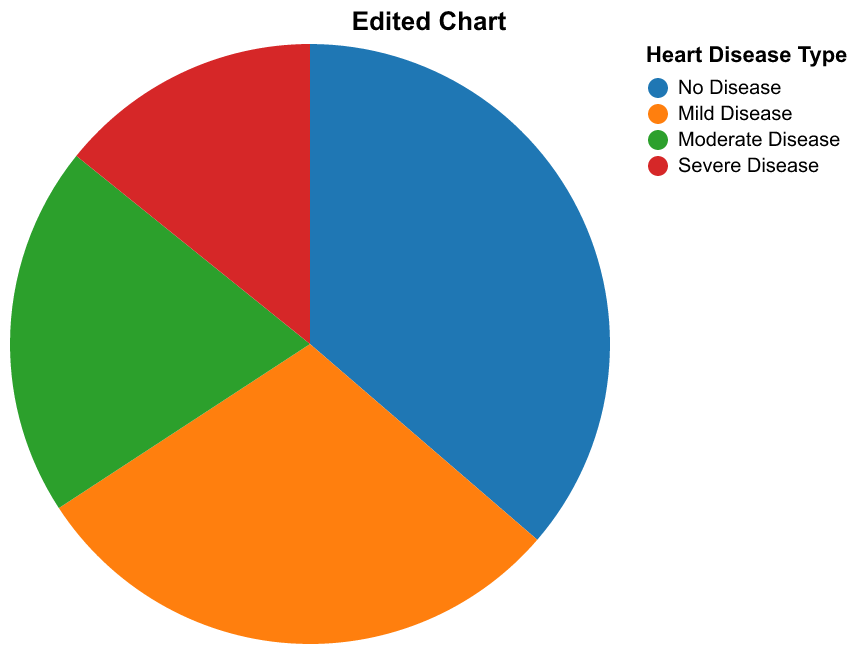 Edited Chart
Heart Disease Type
No Disease
Mild Disease
Moderate Disease
Severe Disease